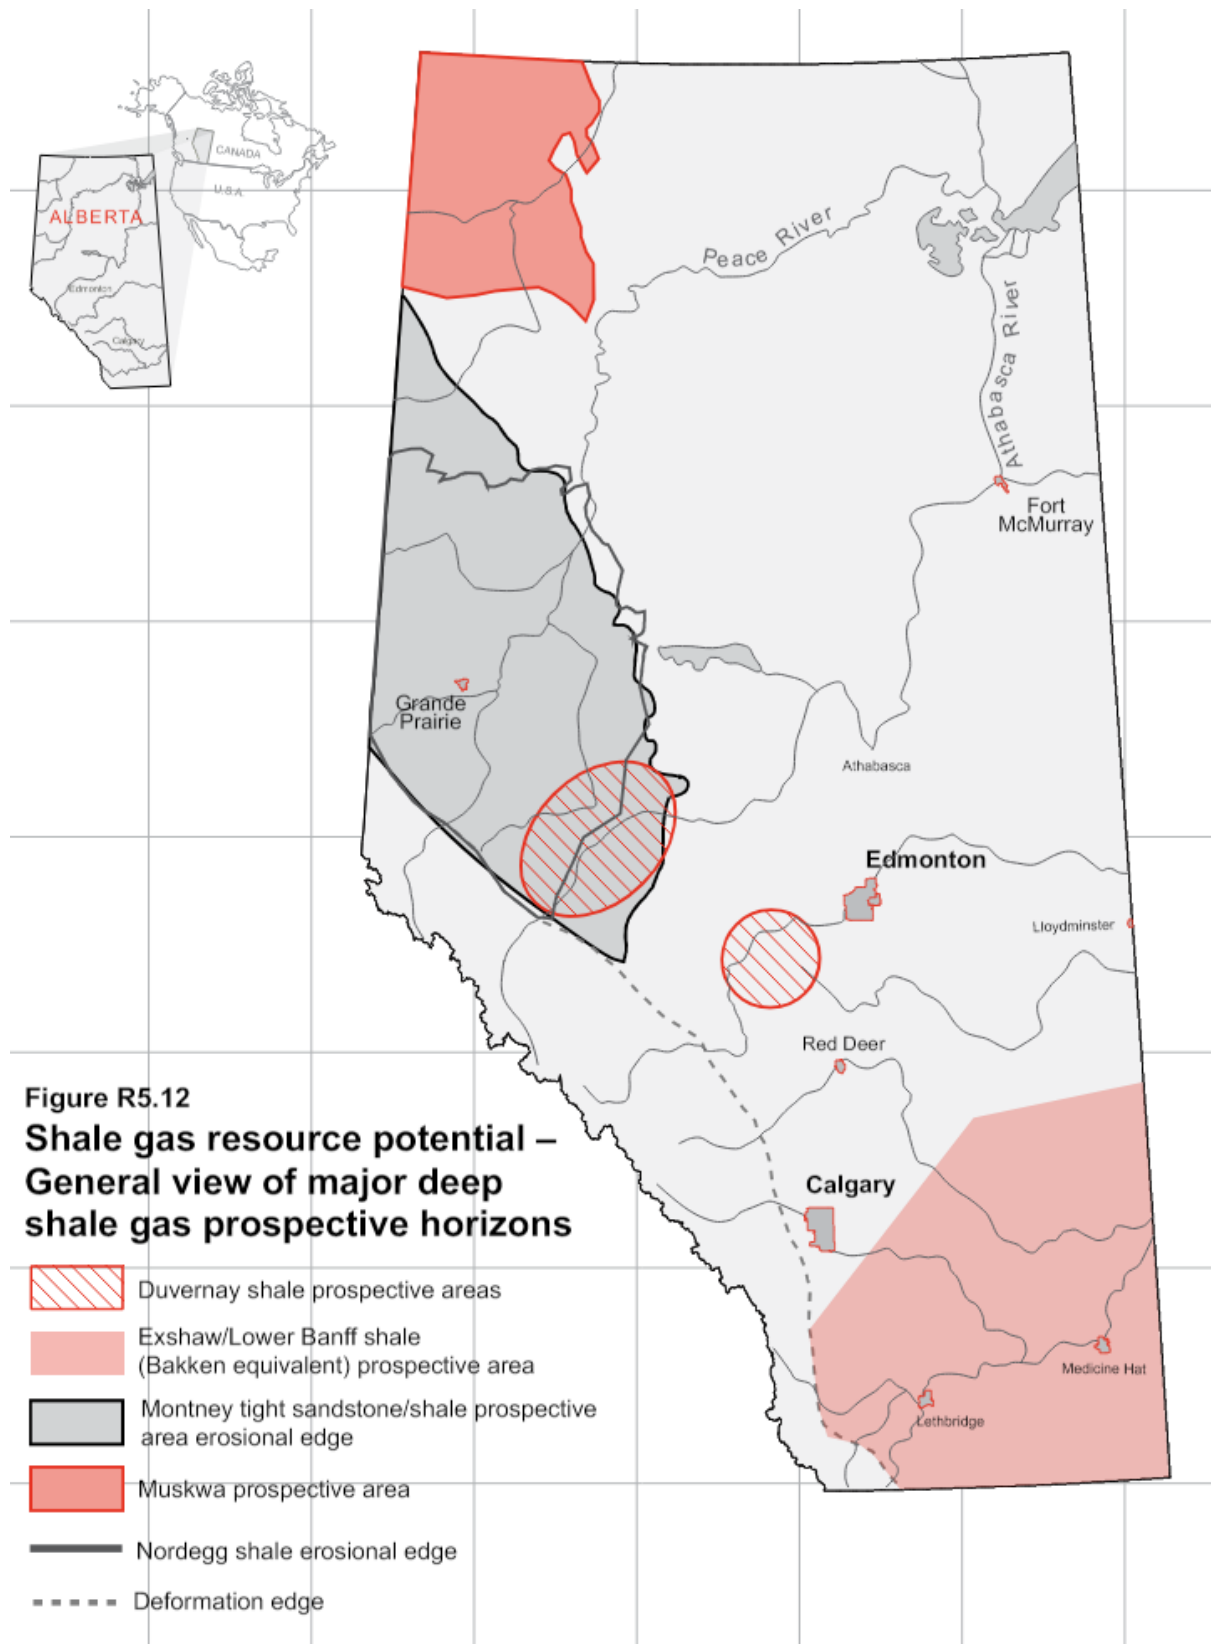 CANADA
U.S.A.
ALBERTA
Edmonton
Calgary
Peace River
Athabasca River
Fort
McMurray
Grande
Prairie
Athabasca
Edmonton
Lloydminster
Red Deer
Calgary
Medicine Hat
Lethbridge
Figure R5.12
Shale gas resource potential –
General view of major deep
shale gas prospective horizons
Duvernay shale prospective areas
Exshaw/Lower Banff shale
(Bakken equivalent) prospective area
Montney tight sandstone/shale prospective
area erosional edge
Muskwa prospective area
Nordegg shale erosional edge
Deformation edge